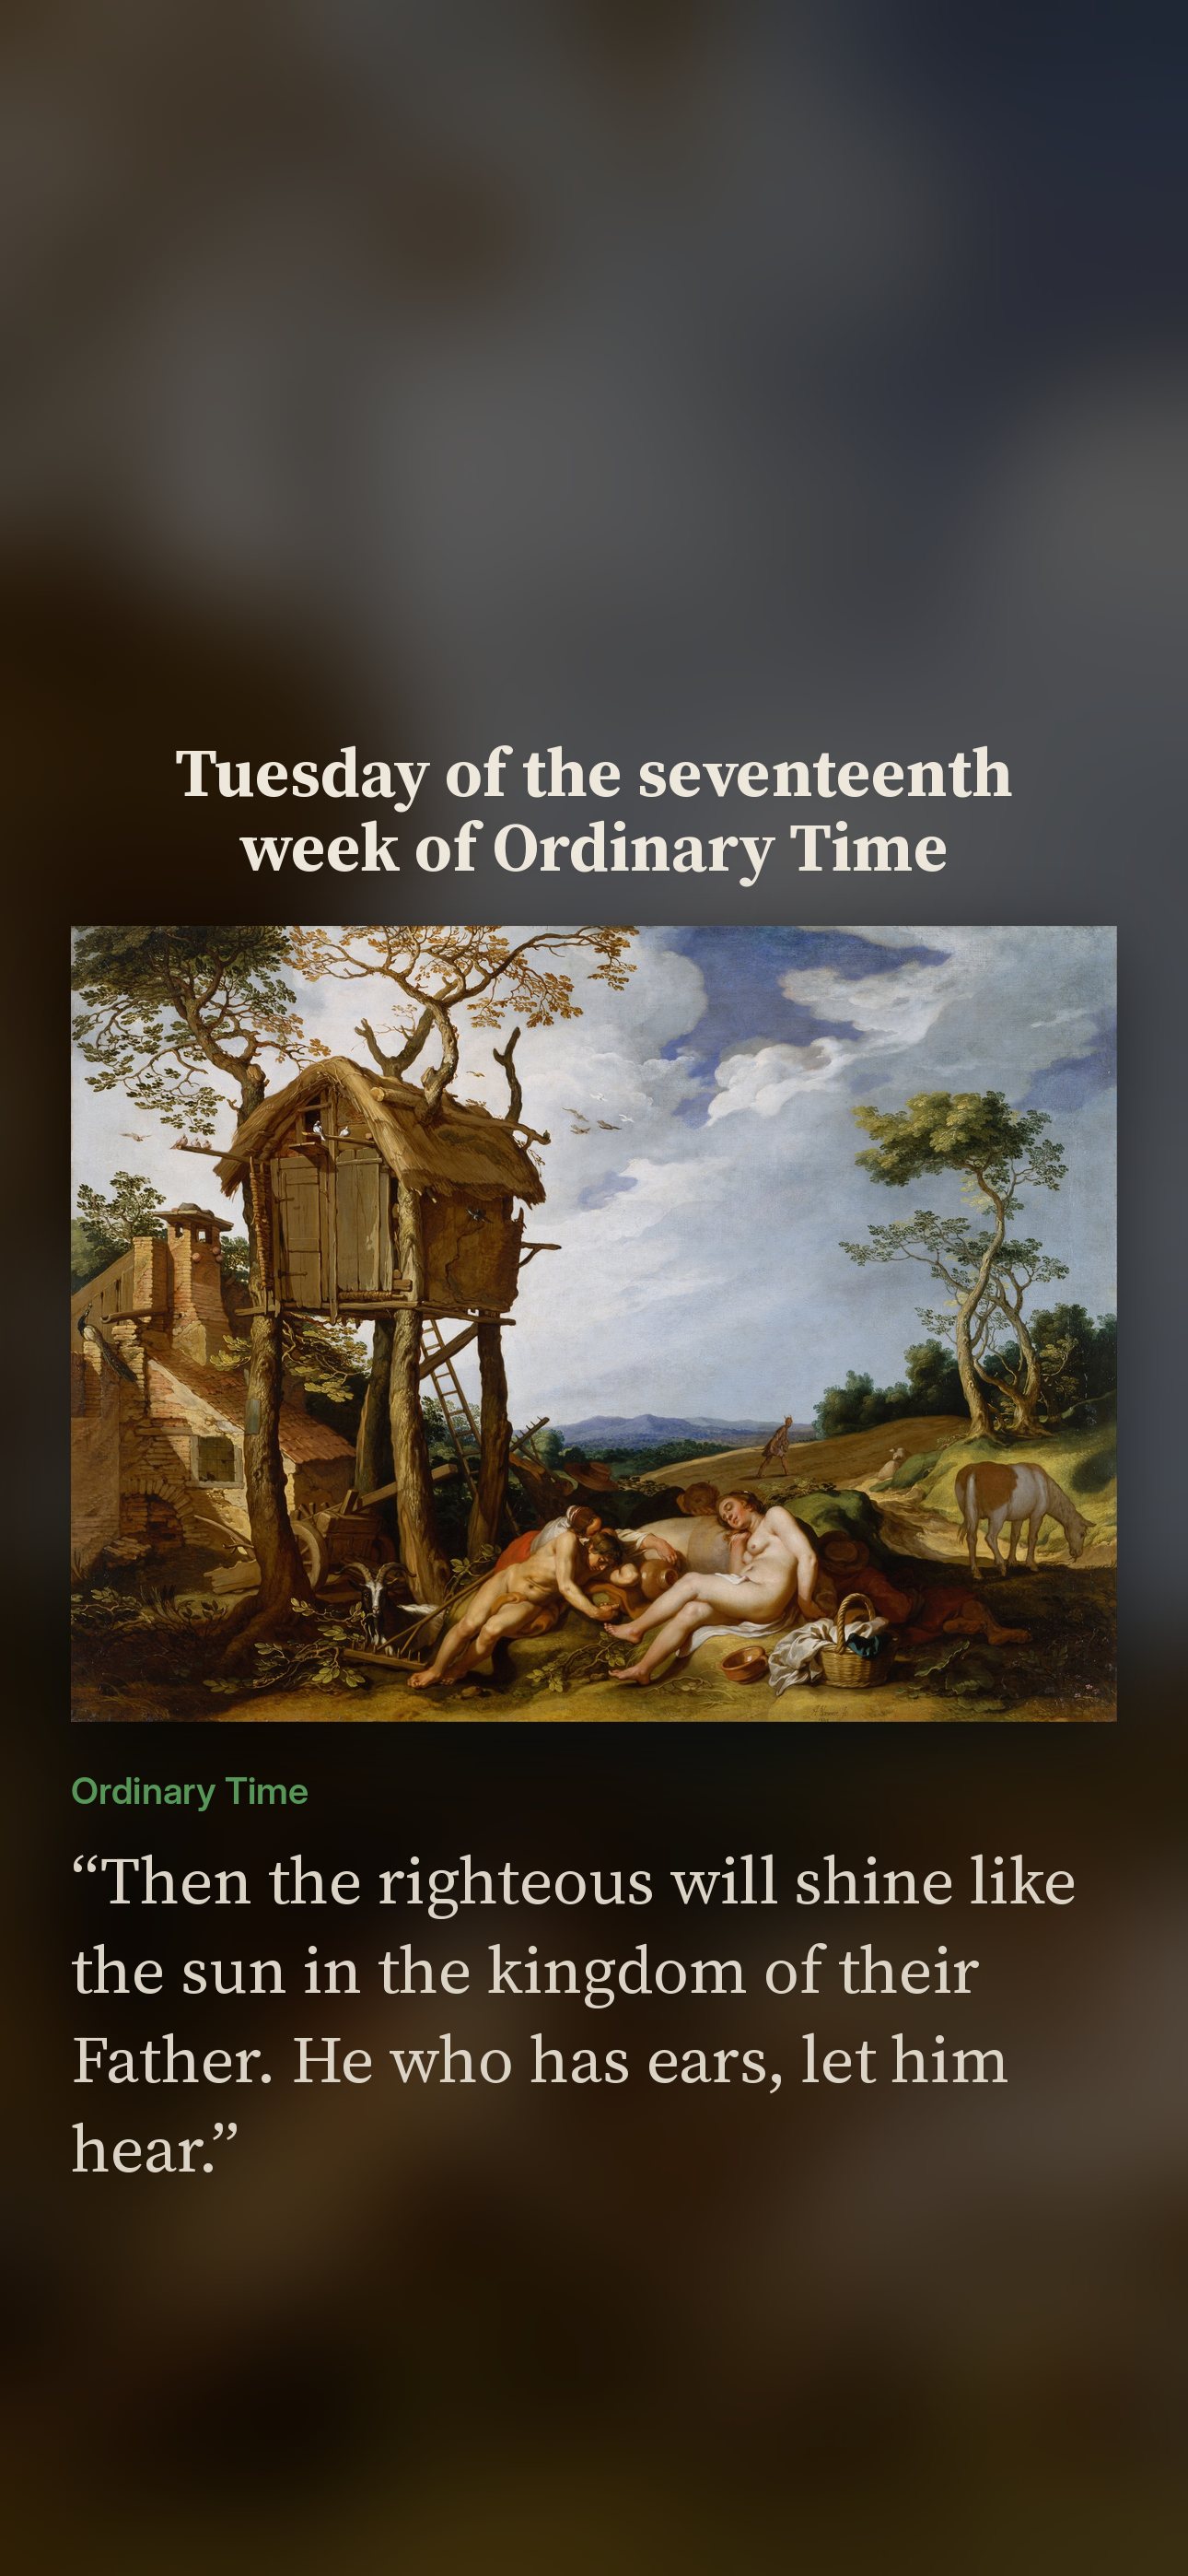 Tuesday of the seventeenth
week of Ordinary Time
Ordinary Time
“Then the righteous will shine like
the sun in the kingdom of their
Father. He who has ears, let him
hear.”